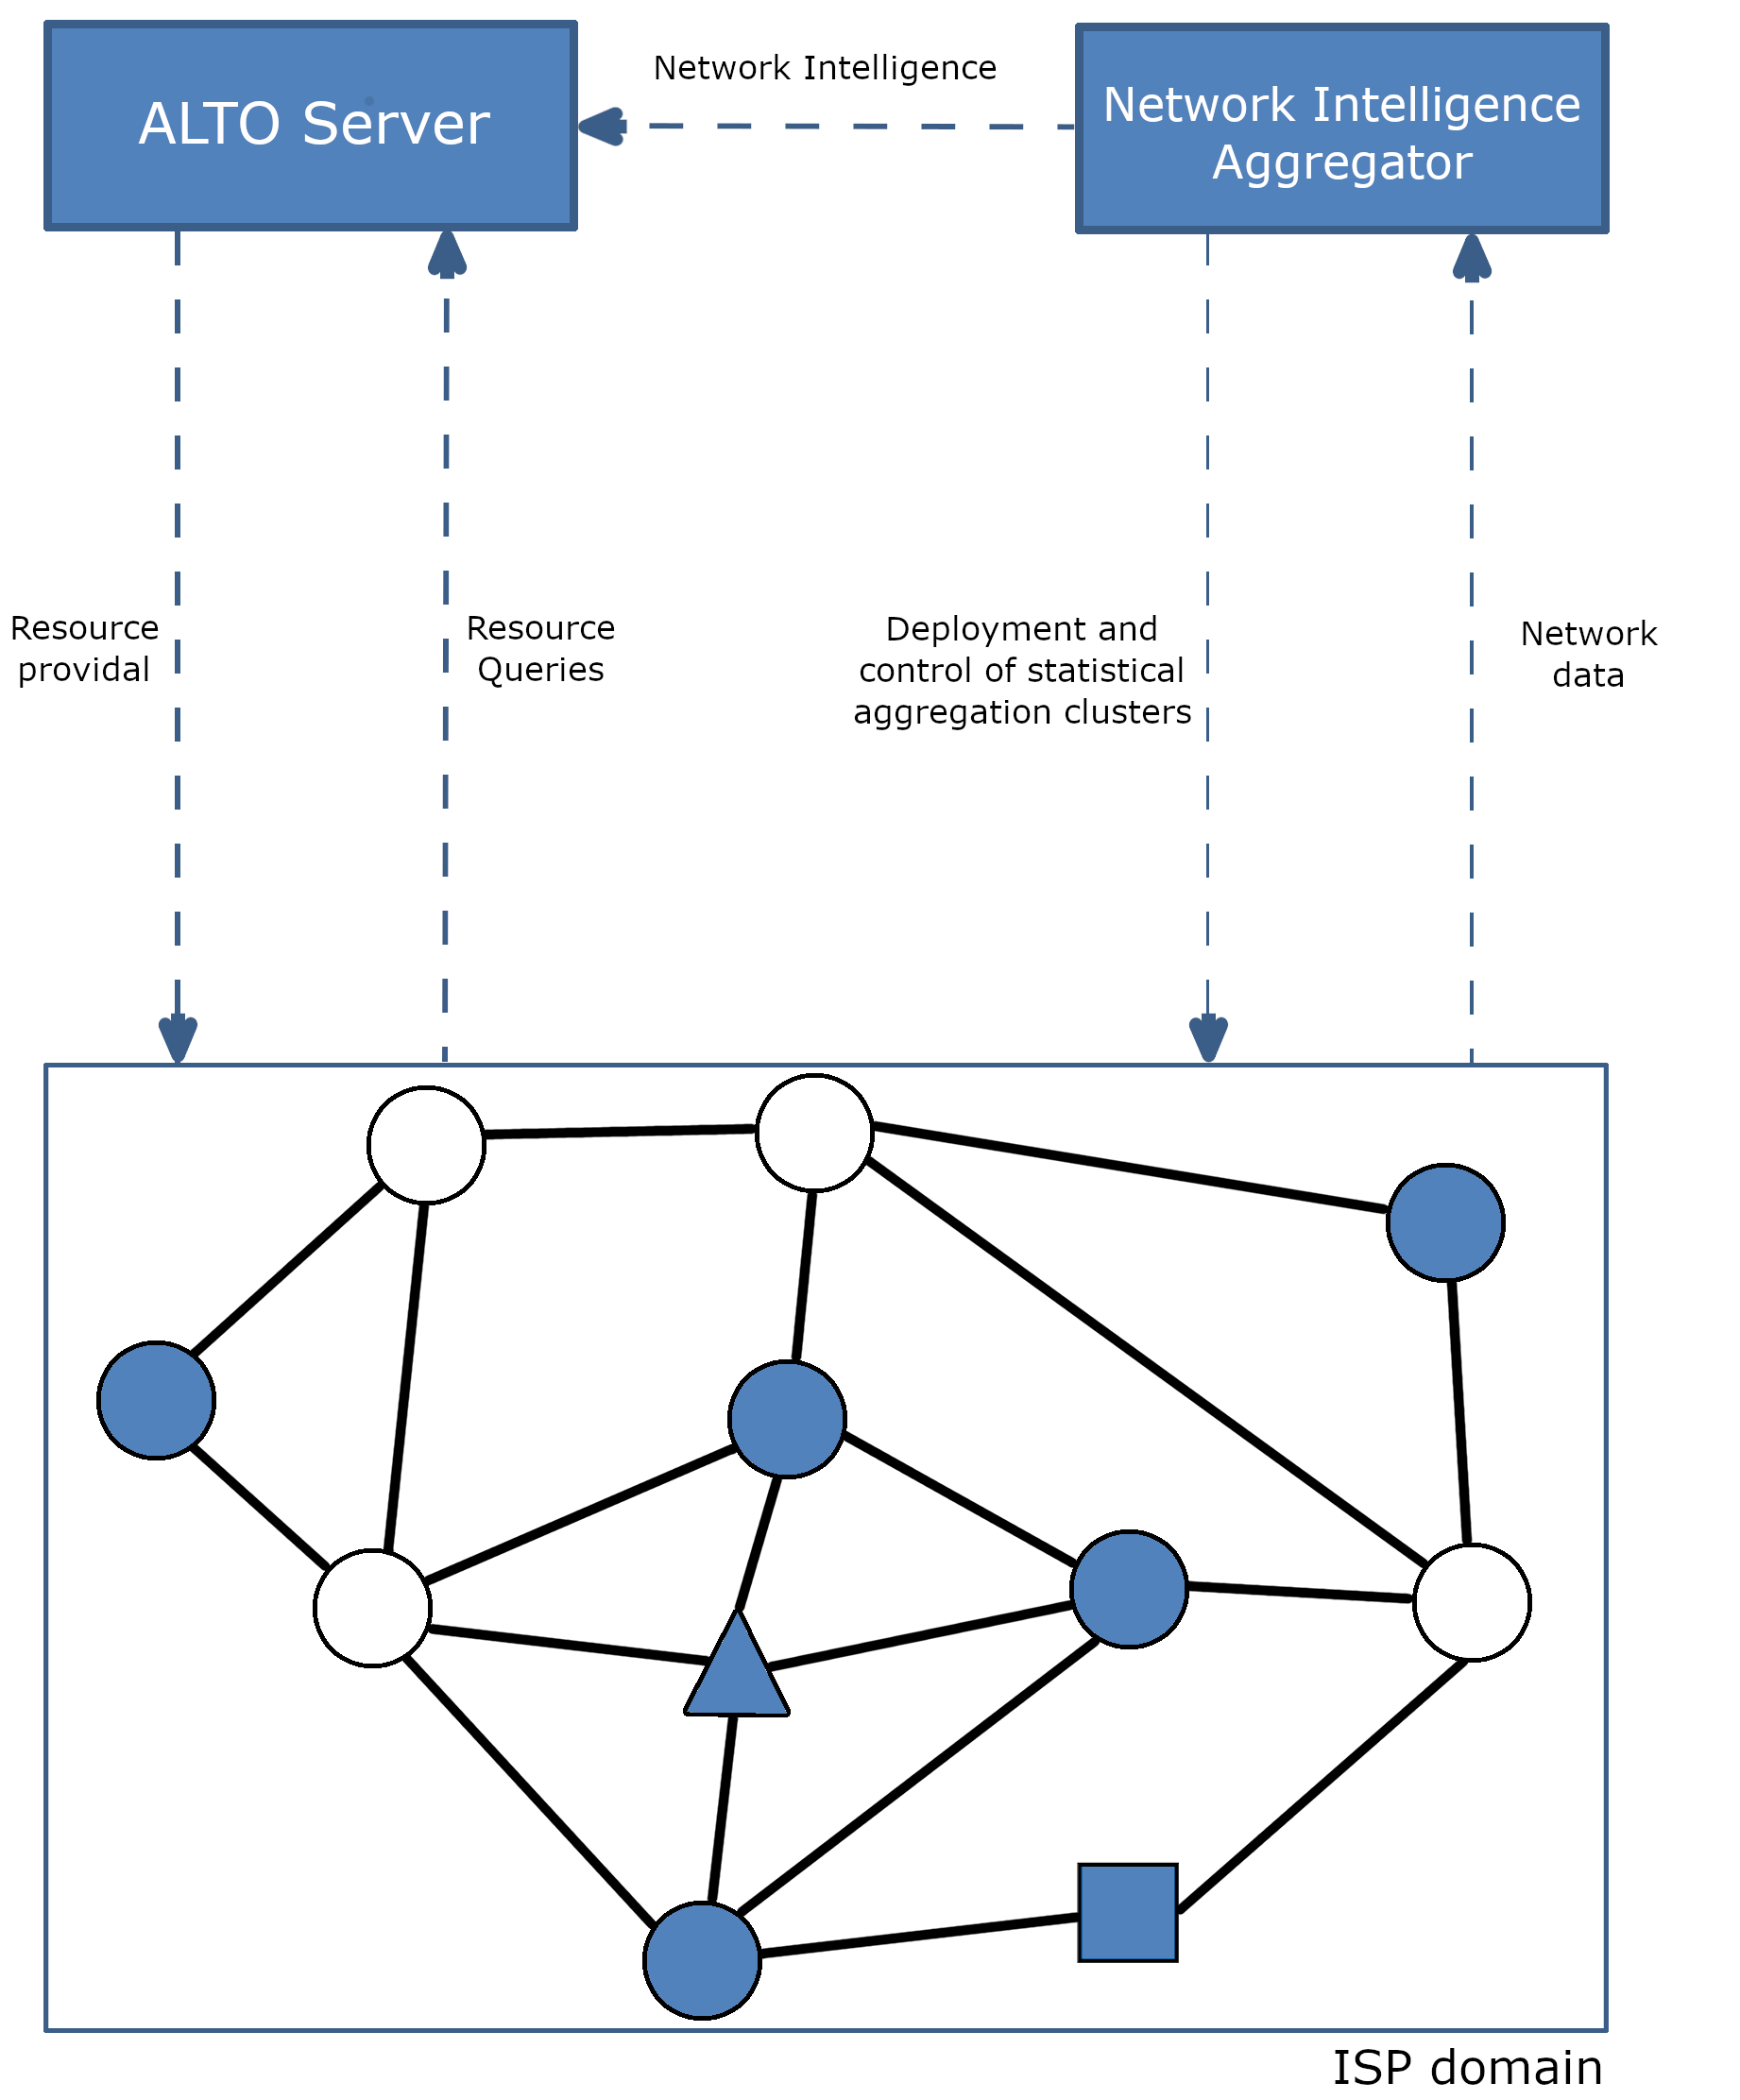 Network Intelligence
ALTO Server
Network Intelligence
Aggregator
Resource
providal
Resource
Queries
Deployment and
control of statistical
aggregation clusters
Network
data
ISP domain